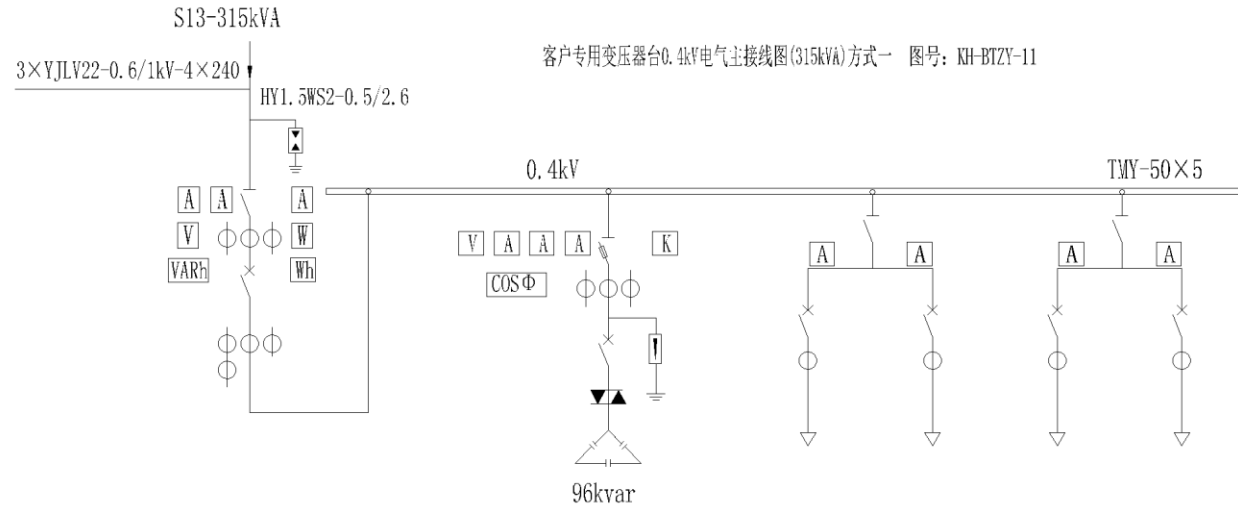 S13-315kVA
客户专用变压器台0.4kV电气主接线图(315kVA)方式一 图号: KH-BTZY-11
3×YJLV22-0.6/1kV-4×240
HY1.5WS2-0.5/2.6
0.4kV
TMY-50×5
A A A
V W
VARh Wh
V A A A K
COSΦ
A A A A
96kvar